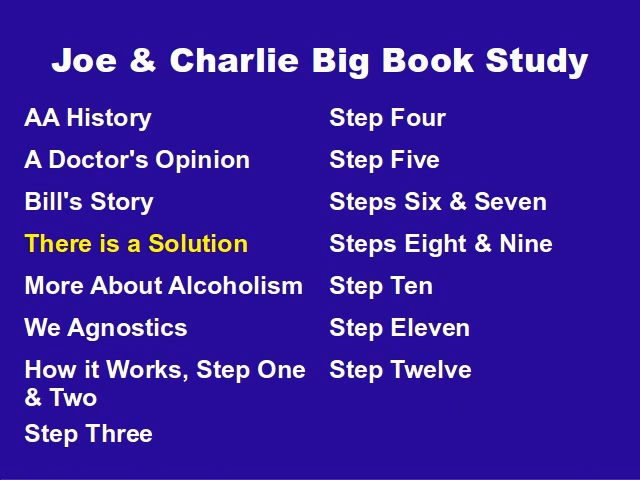 Joe & Charlie Big Book Study
AA History
A Doctor's Opinion
Bill's Story
There is a Solution
More About Alcoholism
We Agnostics
How it Works, Step One
& Two
Step Three
Step Four
Step Five
Steps Six & Seven
Steps Eight & Nine
Step Ten
Step Eleven
Step Twelve